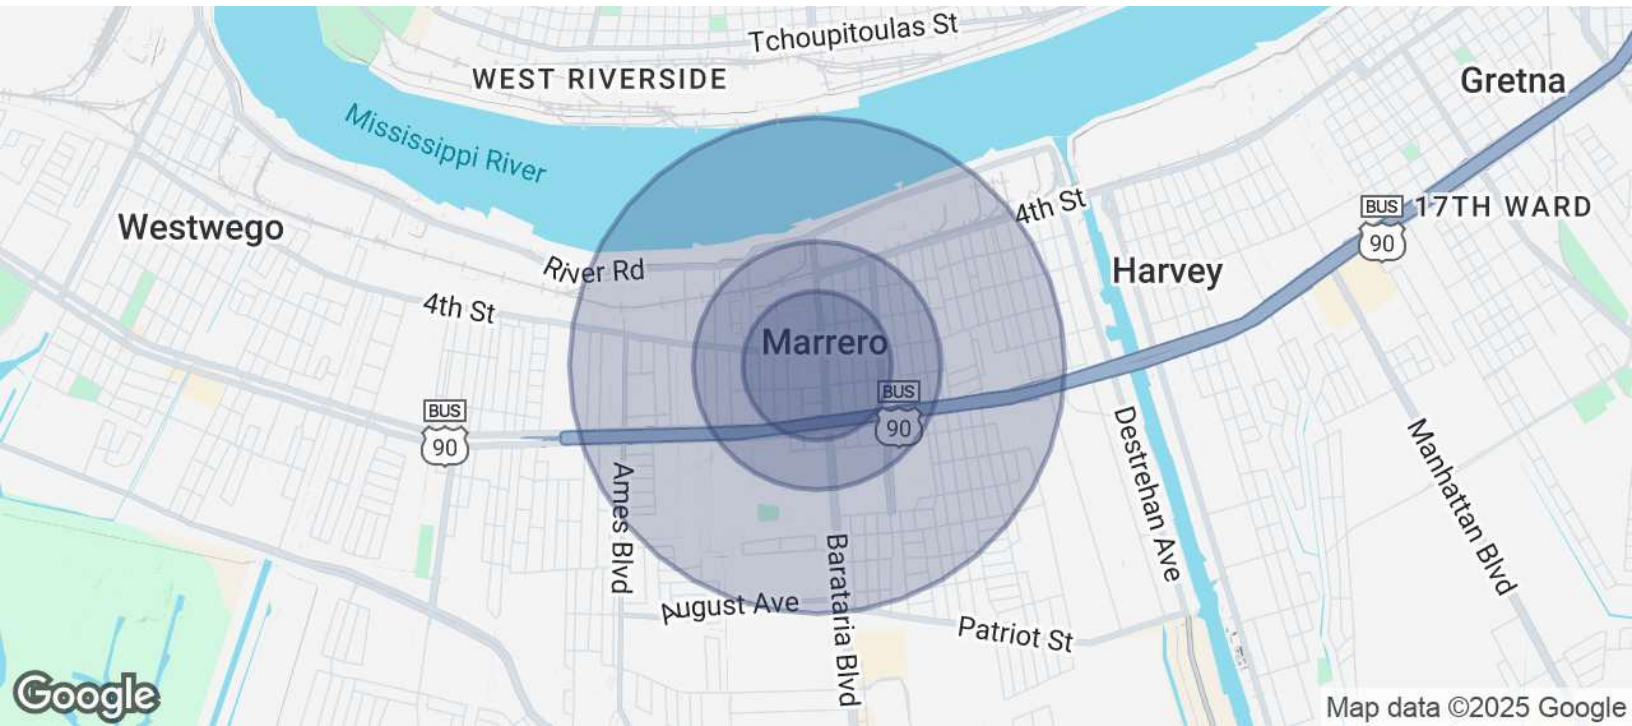 Tchoupitoulas St
WEST RIVERSIDE
Gretna
Mississippi River
Westwego
4th St
BUS
90
17TH WARD
River Rd
Harvey
4th St
Marrero
BUS
90
BUS
90
Ames Blvd
Destrehan Ave
Manhattan Blvd
Barataria Blvd
August Ave
Patriot St
Google
Map data ©2025 Google